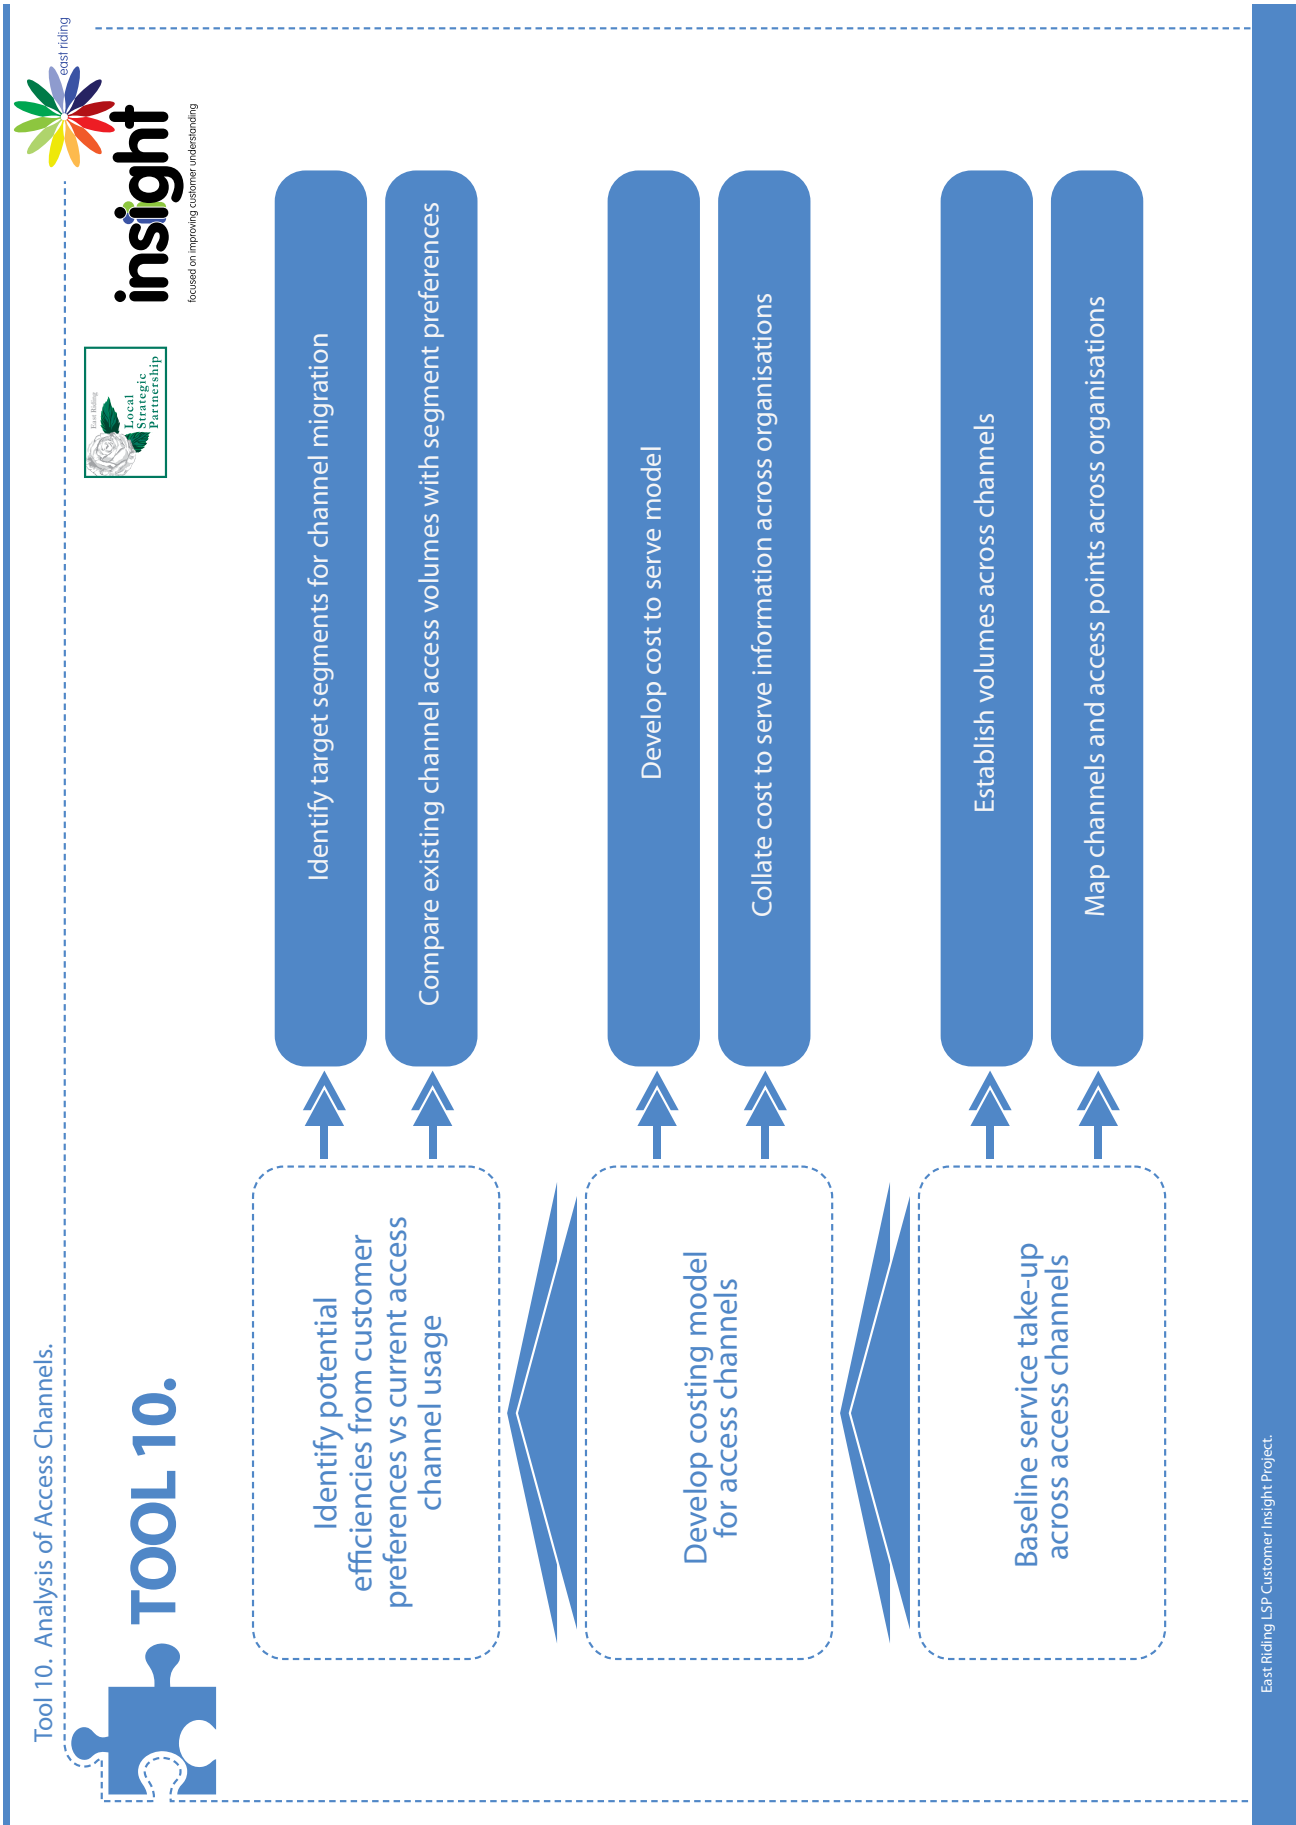 Tool 10. Analysis of Access Channels.
east riding
insight
focused on improving customer understanding
East Riding
Local
Strategic
Partnership
TOOL 10.
Identify potential
efficiencies from customer
preferences vs current access
channel usage
Identify target segments for channel migration
Compare existing channel access volumes with segment preferences
Develop costing model
for access channels
Develop cost to serve model
Collate cost to serve information across organisations
Baseline service take-up
across access channels
Establish volumes across channels
Map channels and access points across organisations
East Riding LSP Customer Insight Project.